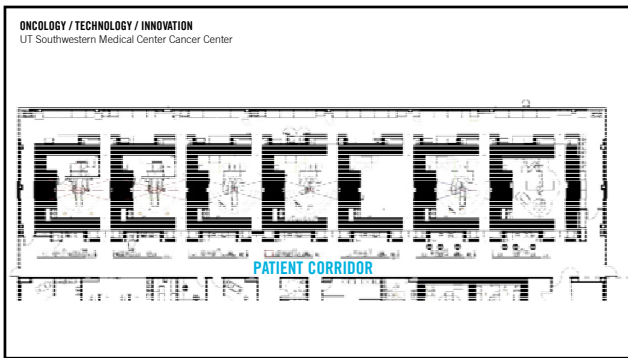 ONCOLOGY / TECHNOLOGY / INNOVATION
UT Southwestern Medical Center Cancer Center
PATIENT CORRIDOR